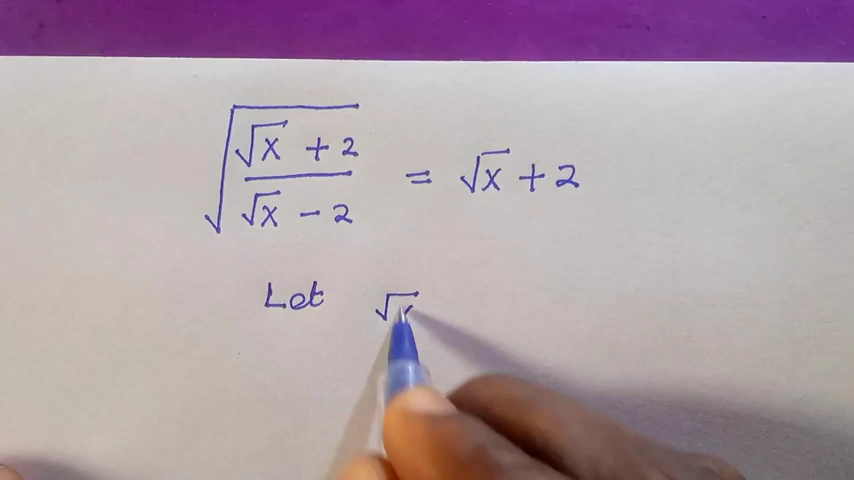 √((√x + 2)/(√x - 2)) = √x + 2
Let √